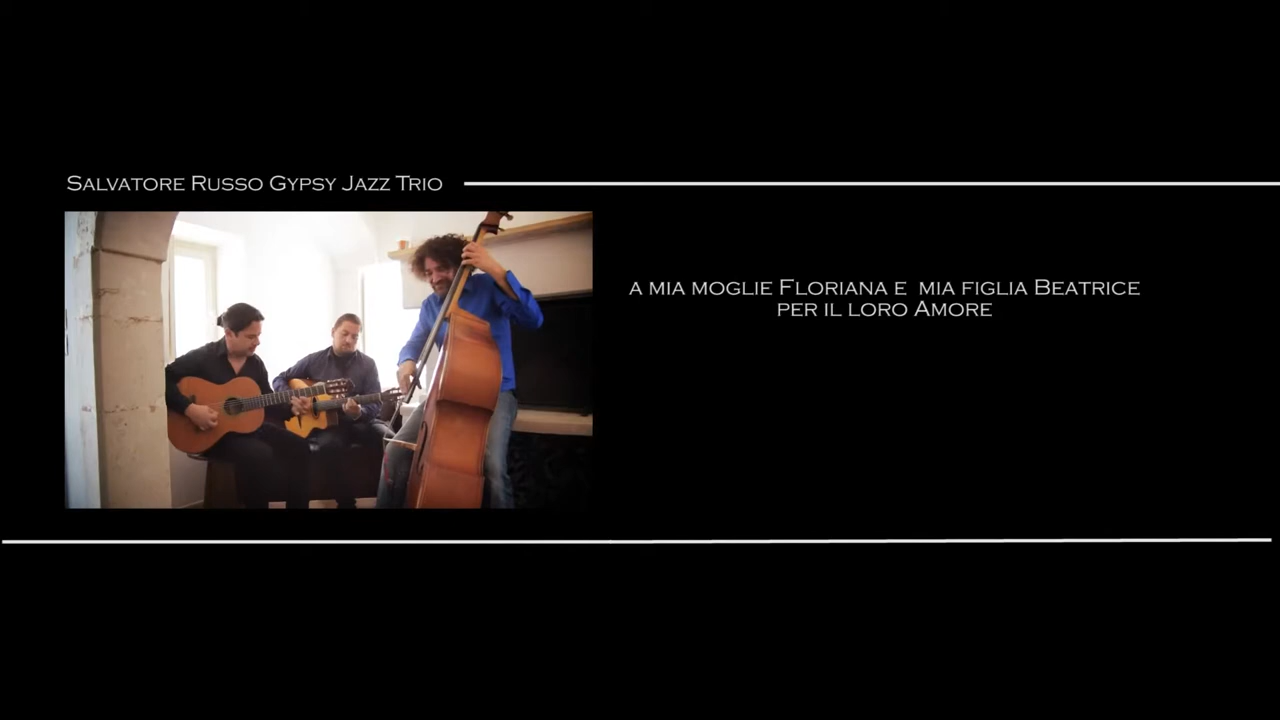 Salvatore Russo Gypsy Jazz Trio
a mia moglie Floriana e  mia figlia Beatrice
per il loro Amore